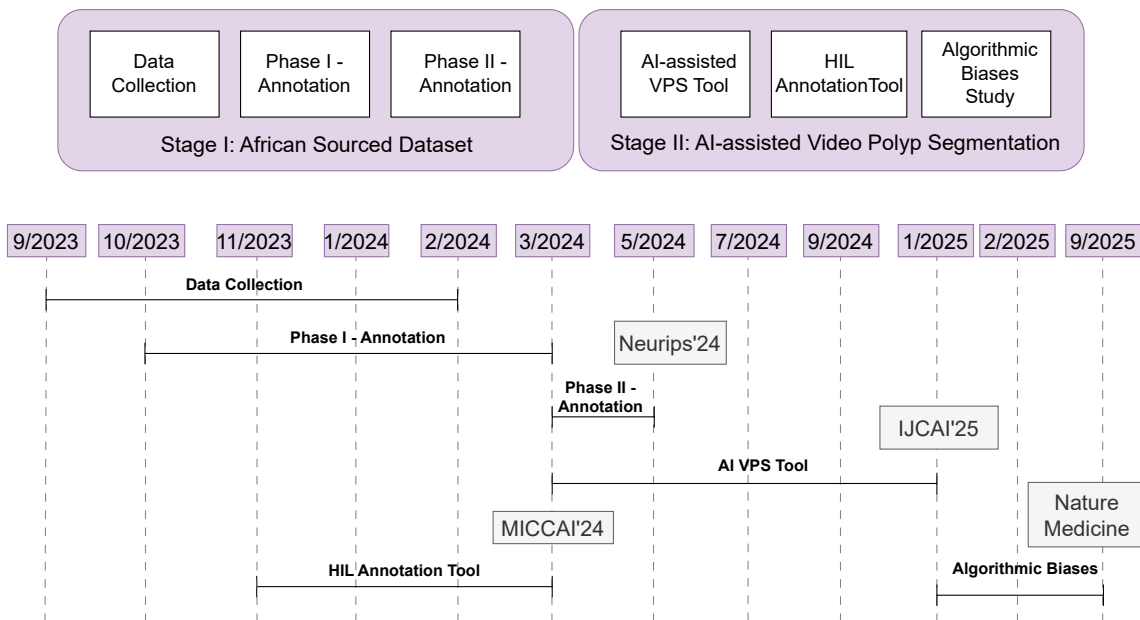 Data
Collection
Phase I -
Annotation
Phase II -
Annotation
Stage I: African Sourced Dataset
AI-assisted
VPS Tool
HIL
AnnotationTool
Algorithmic
Biases
Study
Stage II: AI-assisted Video Polyp Segmentation
9/2023 10/2023 11/2023 1/2024 2/2024 3/2024 5/2024 7/2024 9/2024 1/2025 2/2025 9/2025
Data Collection
Phase I - Annotation
Neurips'24
Phase II -
Annotation
IJCAI'25
AI VPS Tool
Nature
Medicine
MICCAI'24
HIL Annotation Tool
Algorithmic Biases